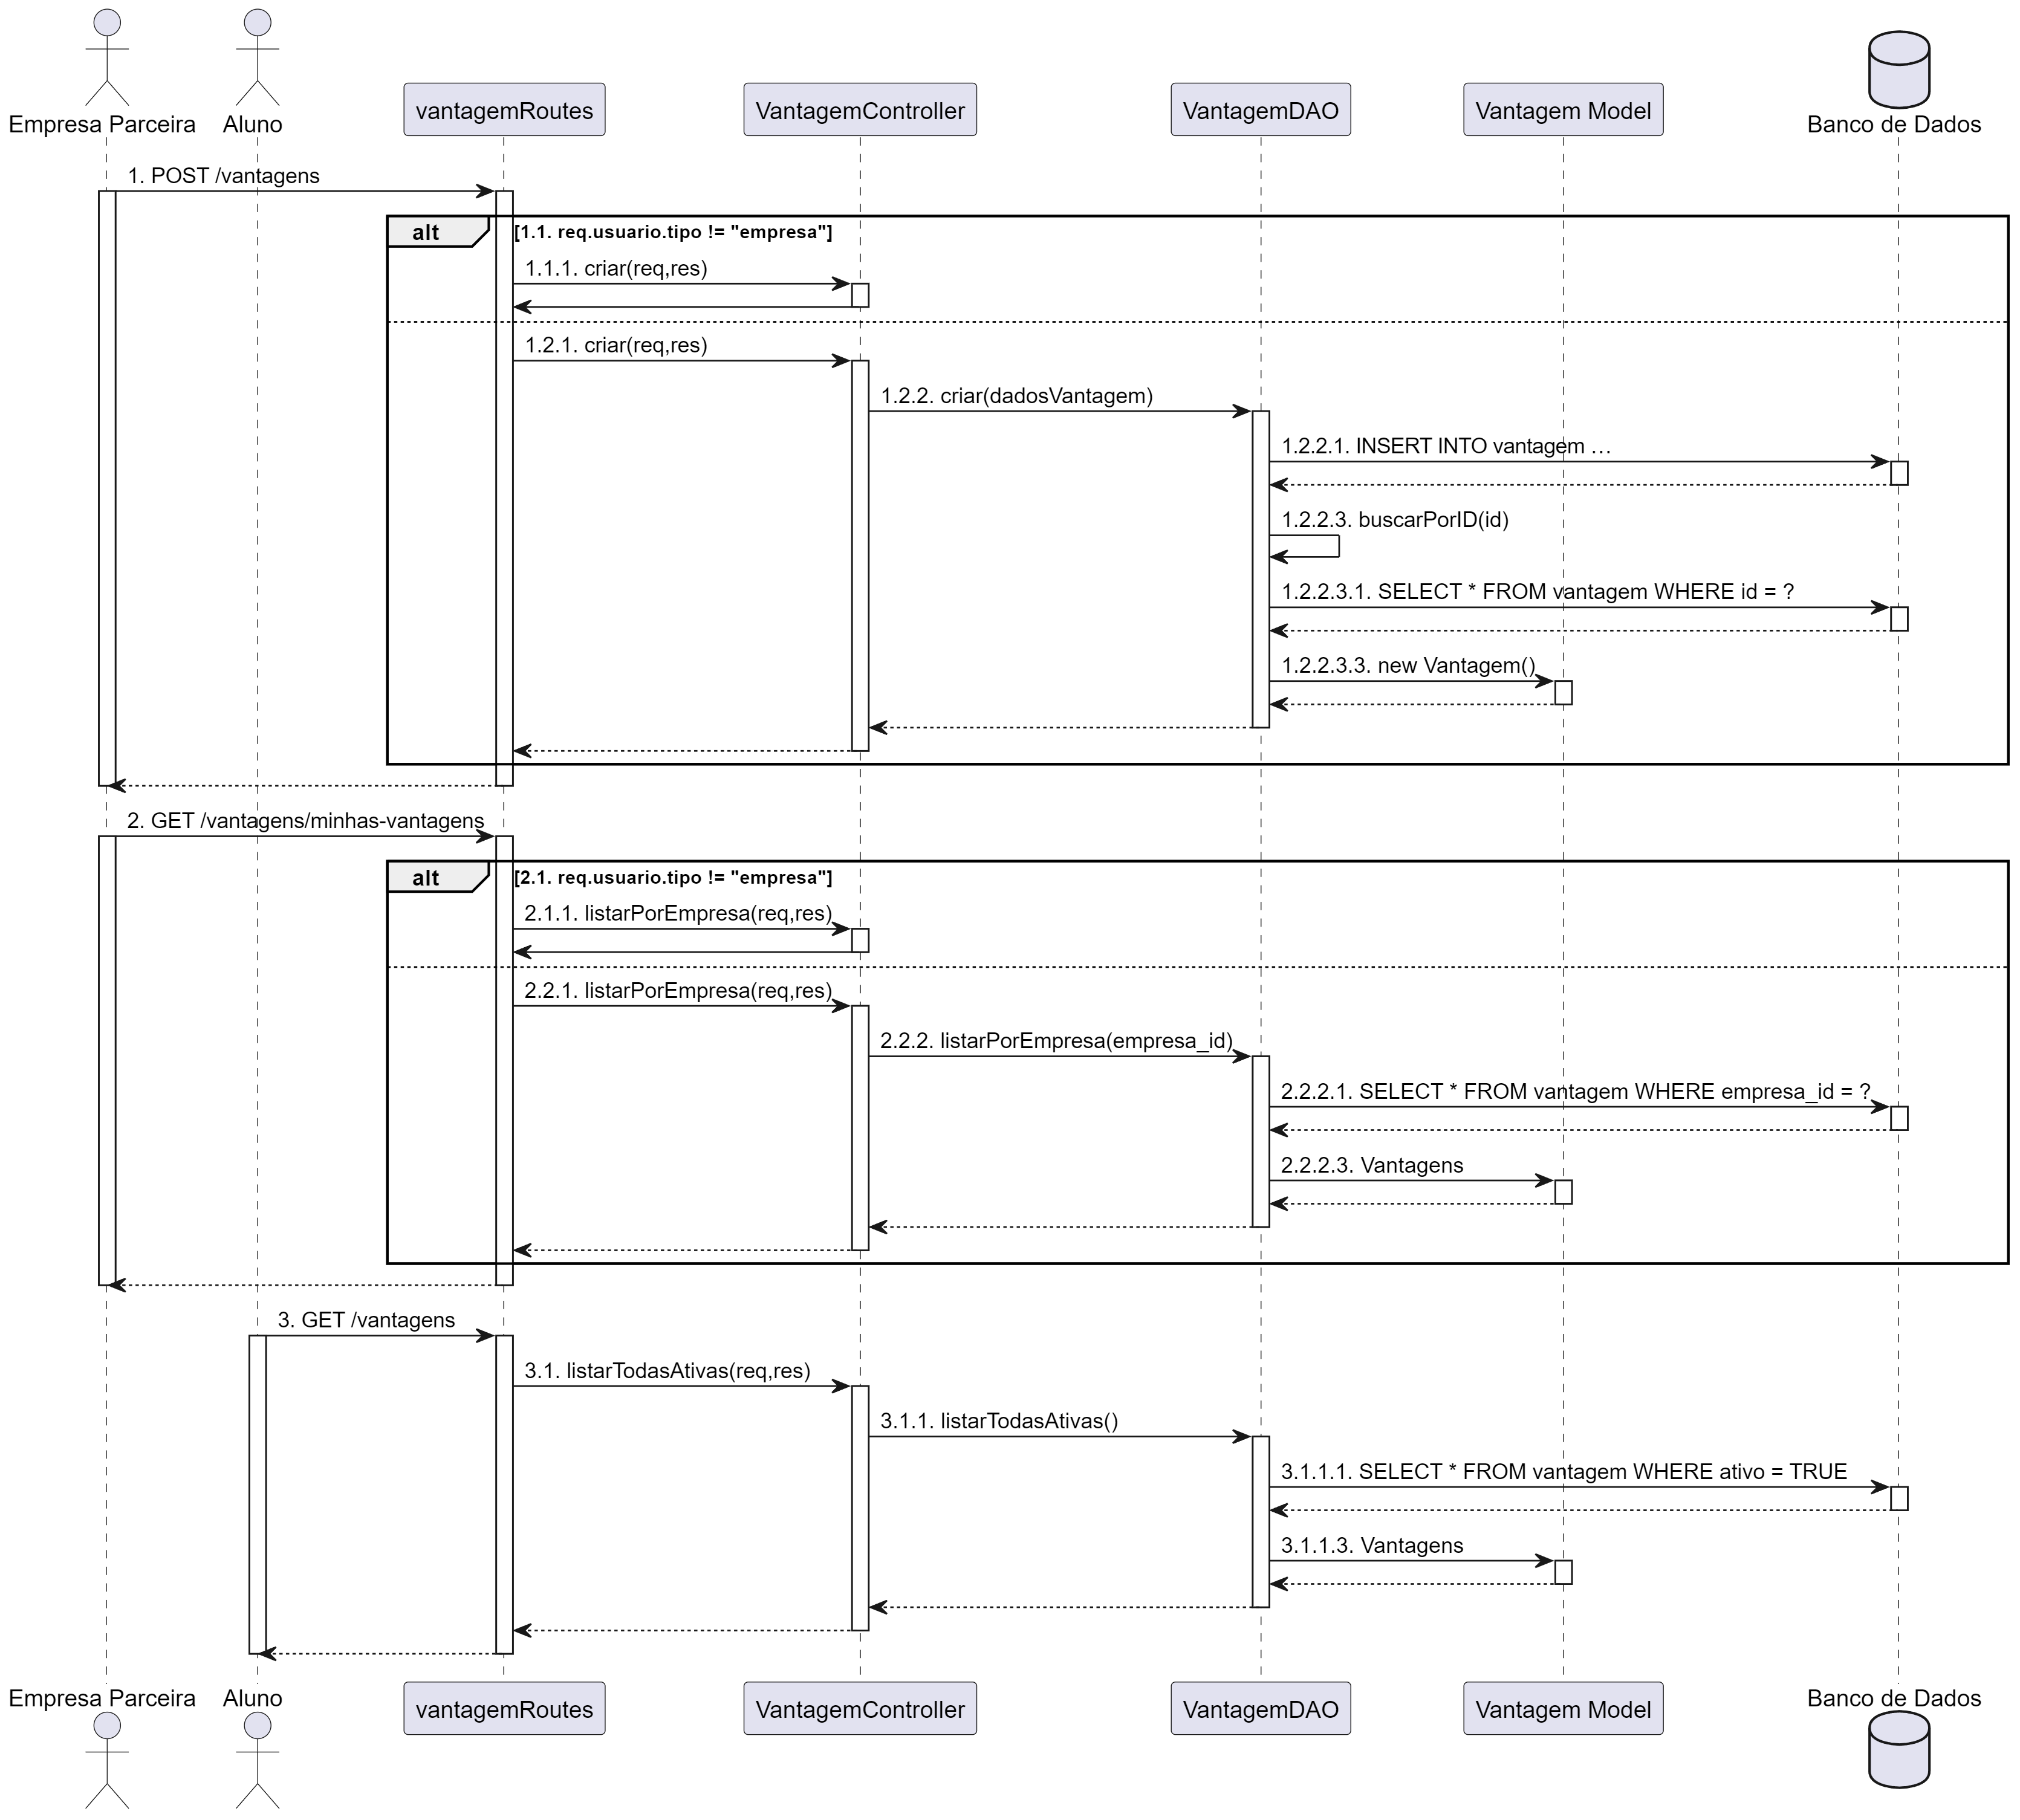 Empresa Parceira
Aluno
vantagemRoutes
VantagemController
VantagemDAO
Vantagem Model
Banco de Dados
1. POST /vantagens
alt
[1.1. req.usuario.tipo != "empresa"]
1.1.1. criar(req,res)
1.2.1. criar(req,res)
1.2.2. criar(dadosVantagem)
1.2.2.1. INSERT INTO vantagem …
1.2.2.3. buscarPorID(id)
1.2.2.3.1. SELECT * FROM vantagem WHERE id = ?
1.2.2.3.3. new Vantagem()
2. GET /vantagens/minhas-vantagens
alt
[2.1. req.usuario.tipo != "empresa"]
2.1.1. listarPorEmpresa(req,res)
2.2.1. listarPorEmpresa(req,res)
2.2.2. listarPorEmpresa(empresa_id)
2.2.2.1. SELECT * FROM vantagem WHERE empresa_id = ?
2.2.2.3. Vantagens
3. GET /vantagens
3.1. listarTodasAtivas(req,res)
3.1.1. listarTodasAtivas()
3.1.1.1. SELECT * FROM vantagem WHERE ativo = TRUE
3.1.1.3. Vantagens
Empresa Parceira
Aluno
vantagemRoutes
VantagemController
VantagemDAO
Vantagem Model
Banco de Dados